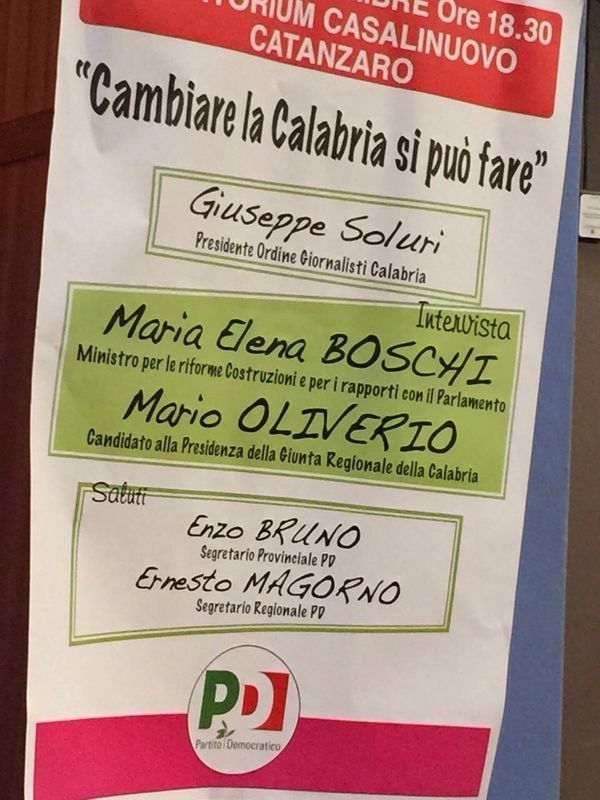 Ore 18.30
CASALINUOVO
CATANZARO
“Cambiare la Calabria si può fare”
Giuseppe Soluri
Presidente Ordine Giornalisti Calabria
Intervista
Maria Elena BOSCHI
Ministro per le riforme Costruzioni e per i rapporti con il Parlamento
Mario OLIVERIO
Candidato alla Presidenza della Giunta Regionale della Calabria
Saluti
Enzo BRUNO
Segretario Provinciale PD
Ernesto MAGORNO
Segretario Regionale PD
PD
Partito Democratico